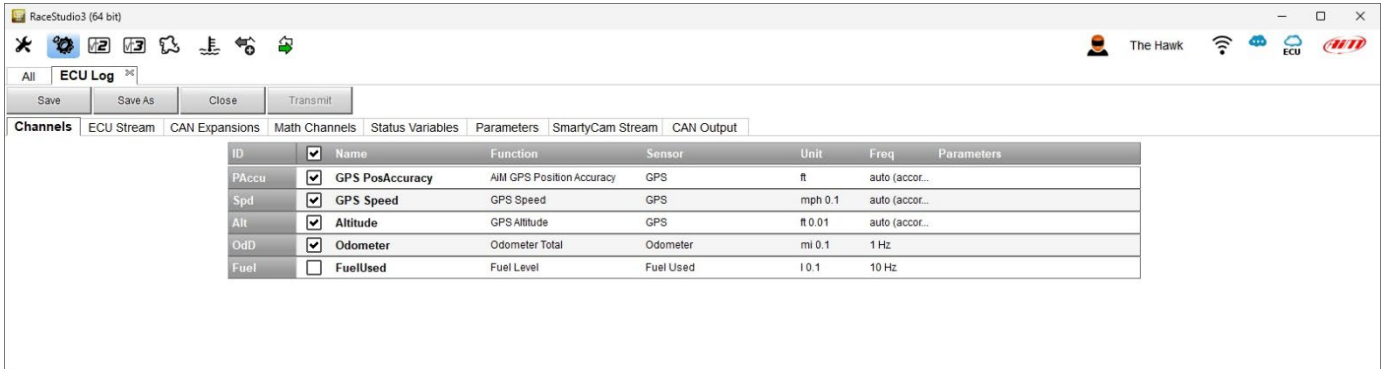 RaceStudio3 (64 bit)
The Hawk ECU AiM
All ECU Log
Save Save As Close Transmit
Channels ECU Stream CAN Expansions Math Channels Status Variables Parameters SmartyCam Stream CAN Output
ID Name Function Sensor Unit Freq Parameters
PAccu GPS PosAccuracy AiM GPS Position Accuracy GPS ft auto (accor...
Spd GPS Speed GPS Speed GPS mph 0.1 auto (accor...
Alt Altitude GPS Altitude GPS ft 0.01 auto (accor...
OdD Odometer Odometer Total Odometer mi 0.1 1 Hz
Fuel FuelUsed Fuel Level Fuel Used l 0.1 10 Hz